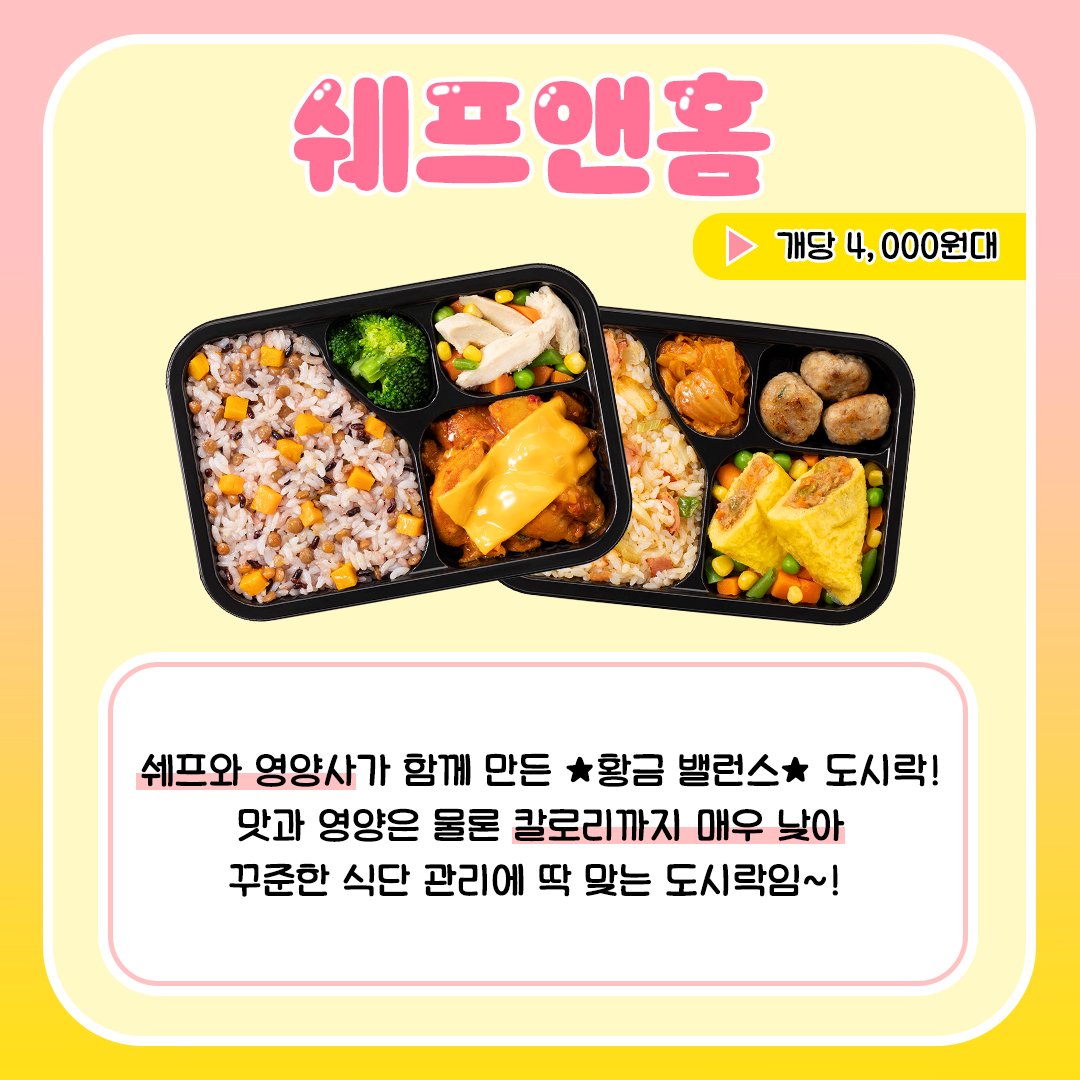 쉐프앤홈
개당 4,000원대
쉐프와 영양사가 함께 만든 ★황금 밸런스★ 도시락!
맛과 영양은 물론 칼로리까지 매우 낮아
꾸준한 식단 관리에 딱 맞는 도시락임~!